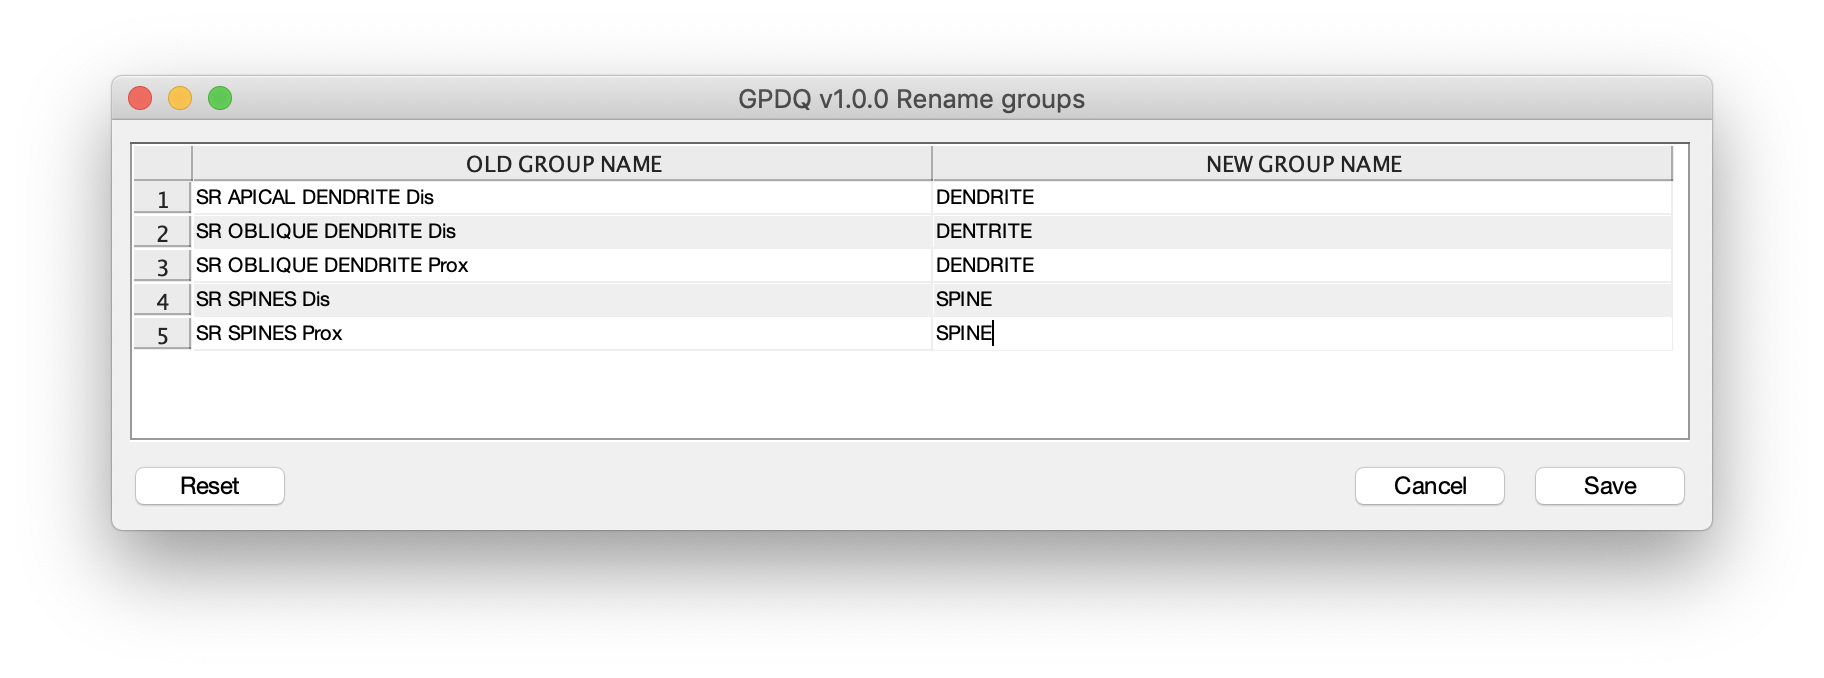 GPDQ v1.0.0 Rename groups
OLD GROUP NAME NEW GROUP NAME
1 SR APICAL DENDRITE Dis DENDRITE
2 SR OBLIQUE DENDRITE Dis DENTRITE
3 SR OBLIQUE DENDRITE Prox DENDRITE
4 SR SPINES Dis SPINE
5 SR SPINES Prox SPINE
Reset Cancel Save